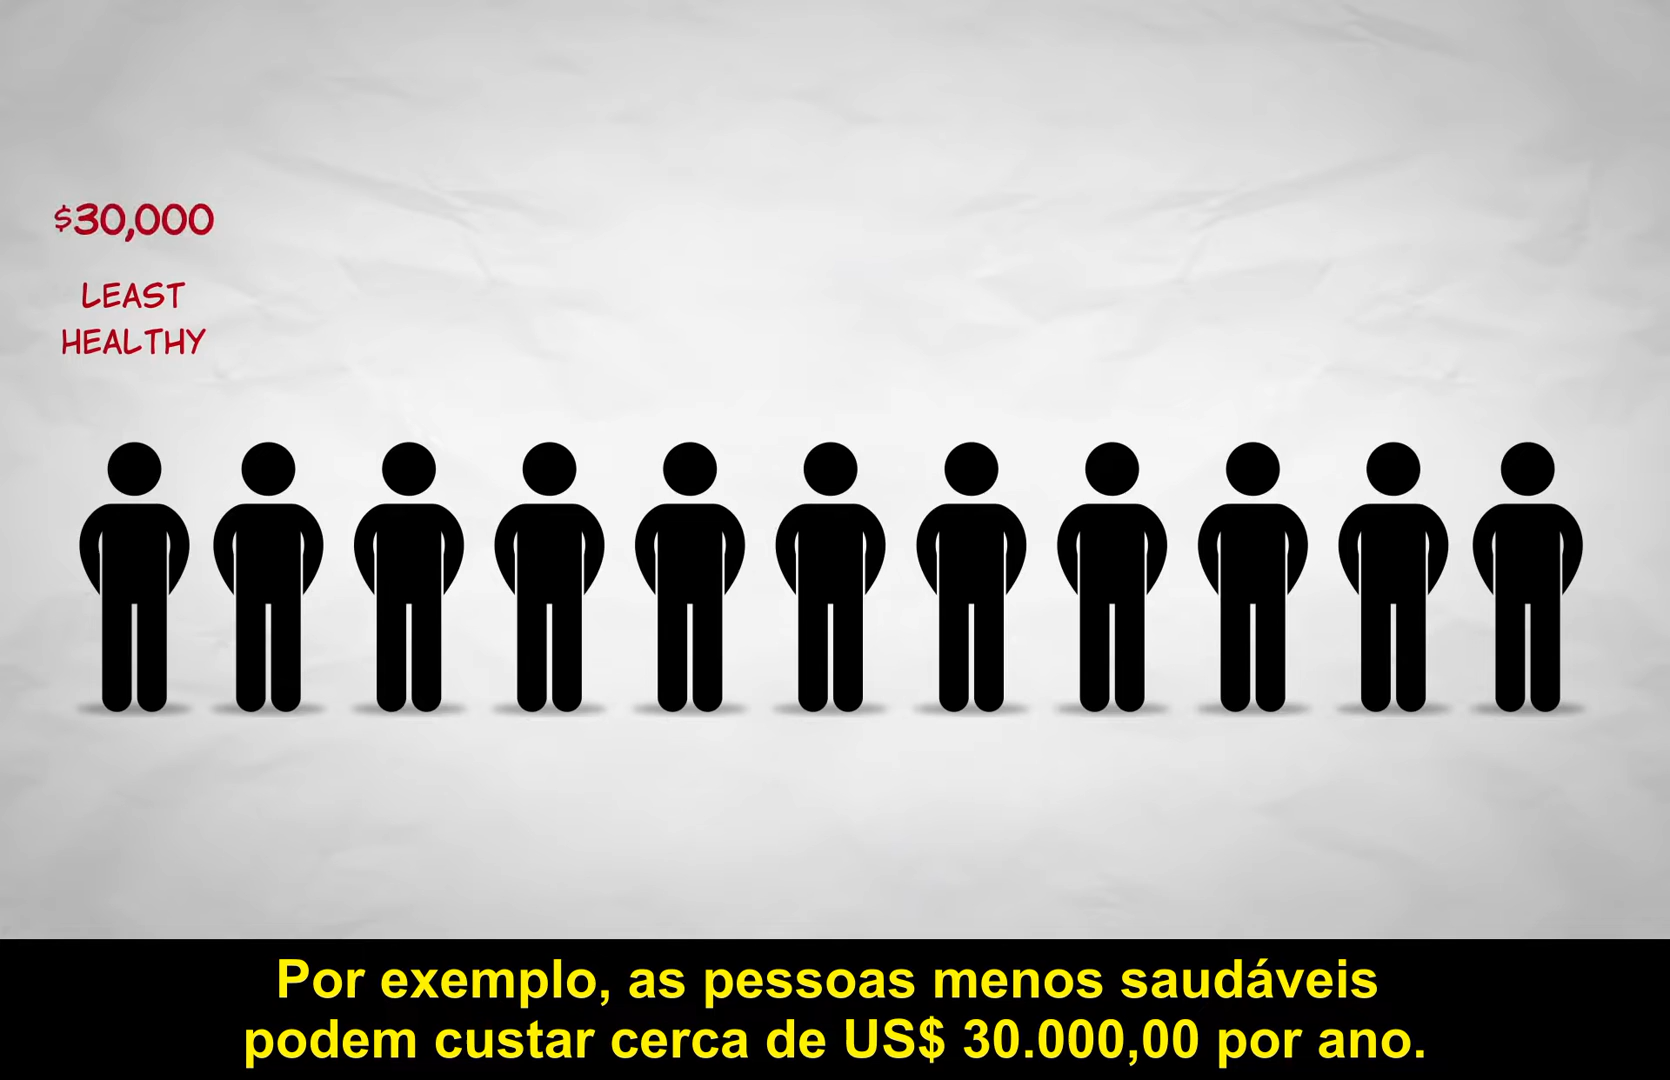 $30,000
LEAST
HEALTHY
Por exemplo, as pessoas menos saudáveis
podem custar cerca de US$ 30.000,00 por ano.